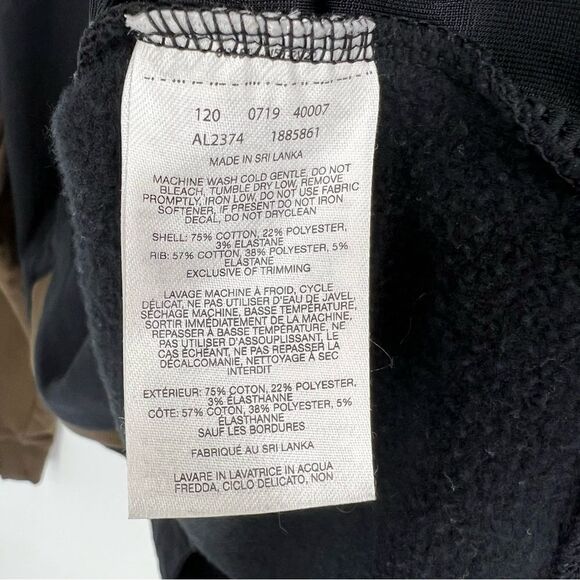 120 0719 40007
AL2374 1885861
MADE IN SRI LANKA
MACHINE WASH COLD GENTLE, DO NOT
BLEACH, TUMBLE DRY LOW, REMOVE
PROMPTLY, IRON LOW, DO NOT USE FABRIC
SOFTENER, IF PRESENT DO NOT IRON
DECAL, DO NOT DRYCLEAN
SHELL: 75% COTTON, 22% POLYESTER,
3% ELASTANE
RIB: 57% COTTON, 38% POLYESTER, 5%
ELASTANE
EXCLUSIVE OF TRIMMING
LAVAGE MACHINE À FROID, CYCLE
DÉLICAT, NE PAS UTILISER D'EAU DE JAVEL
SÉCHAGE MACHINE, BASSE TEMPÉRATURE,
SORTIR IMMÉDIATEMENT DE LA MACHINE,
REPASSER À BASSE TEMPÉRATURE, NE
PAS UTILISER D'ASSOUPLISSANT, LE
CAS ÉCHÉANT, NE PAS REPASSER LA
DÉCALCOMANIE, NETTOYAGE À SEC
INTERDIT
EXTÉRIEUR: 75% COTON, 22% POLYESTER,
3% ÉLASTHANNE
CÔTE: 57% COTON, 38% POLYESTER, 5%
ÉLASTHANNE
SAUF LES BORDURES
FABRIQUÉ AU SRI LANKA
LAVARE IN LAVATRICE IN ACQUA
FREDDA, CICLO DELICATO, NON